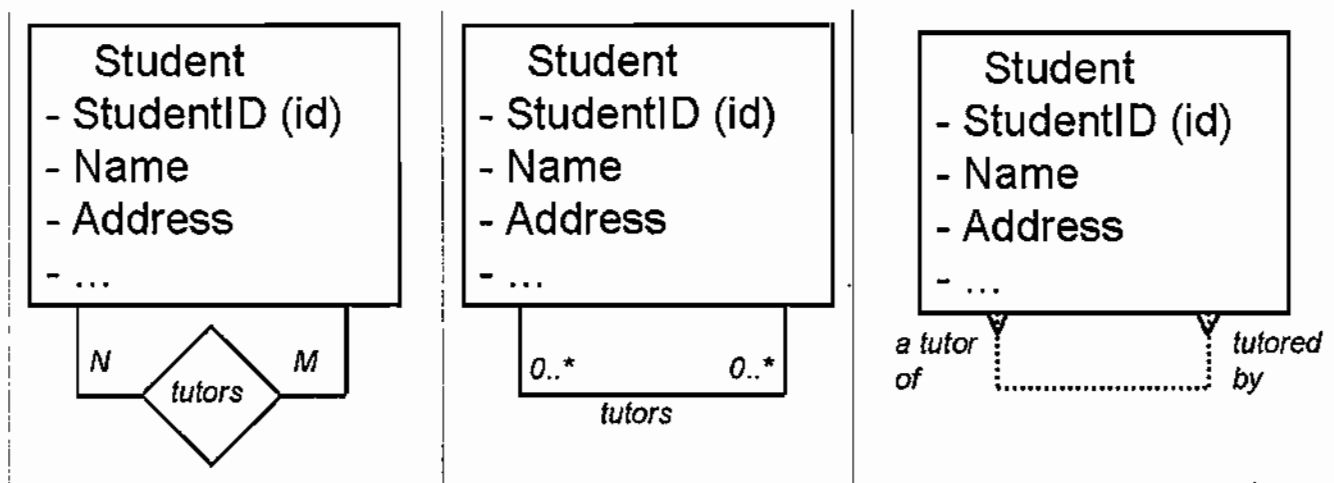 Student
- StudentID (id)
- Name
- Address
- ...
N
tutors
M
Student
- StudentID (id)
- Name
- Address
- ...
0..*
0..*
tutors
Student
- StudentID (id)
- Name
- Address
- ...
a tutor
of
tutored
by